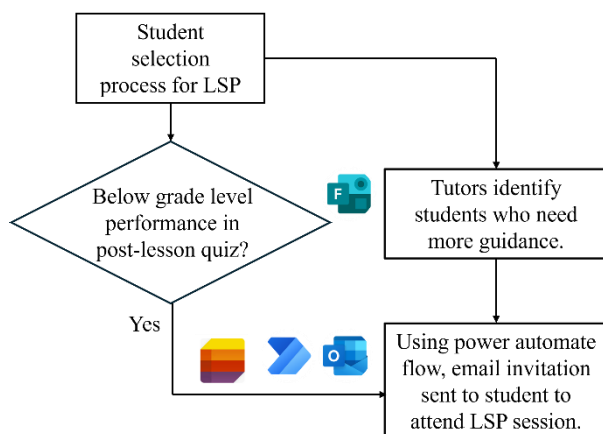 Student
selection
process for LSP
Below grade level
performance in
post-lesson quiz?
F
Tutors identify
students who need
more guidance.
Yes
O
Using power automate
flow, email invitation
sent to student to
attend LSP session.